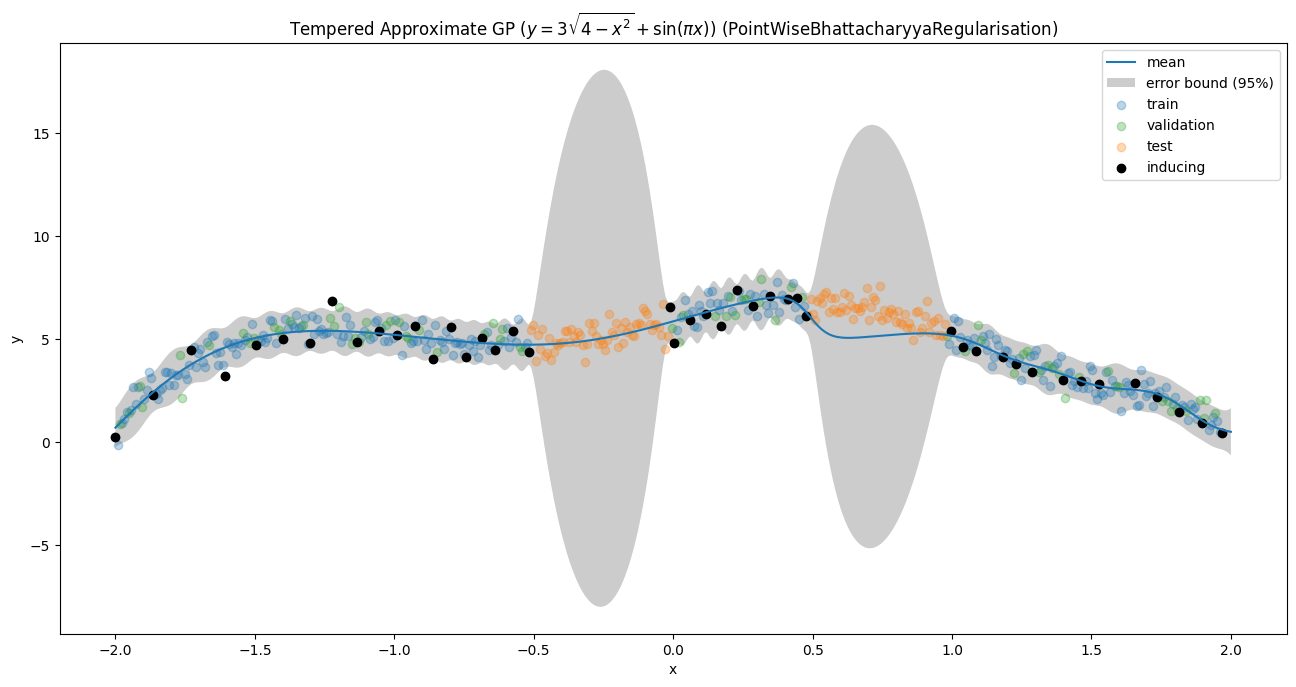 Tempered Approximate GP (y = 3√4 − x² + sin(πx)) (PointWiseBhattacharyyaRegularisation)
mean
error bound (95%)
train
validation
test
inducing
15
10
5
0
−5
y
−2.0 −1.5 −1.0 −0.5 0.0 0.5 1.0 1.5 2.0
x